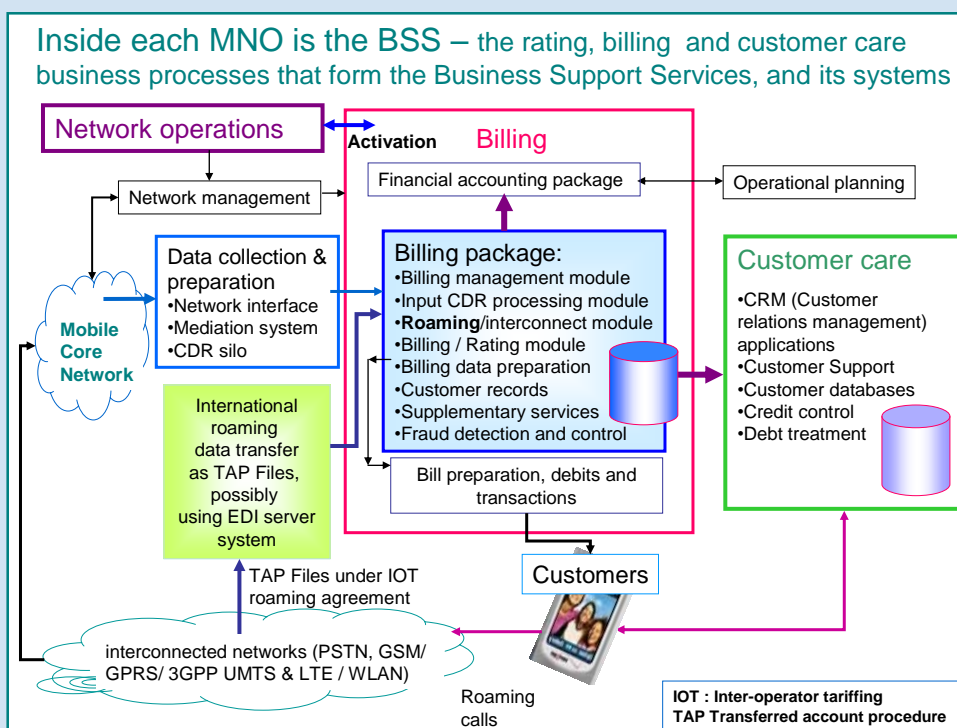 Inside each MNO is the BSS – the rating, billing and customer care
business processes that form the Business Support Services, and its systems
Network operations
Activation
Billing
Network management
Financial accounting package
Operational planning
Data collection &
preparation
•Network interface
•Mediation system
•CDR silo
Mobile
Core
Network
Billing package:
•Billing management module
•Input CDR processing module
•Roaming/interconnect module
•Billing / Rating module
•Billing data preparation
•Customer records
•Supplementary services
•Fraud detection and control
Customer care
•CRM (Customer
relations management)
applications
•Customer Support
•Customer databases
•Credit control
•Debt treatment
International
roaming
data transfer
as TAP Files,
possibly
using EDI server
system
Bill preparation, debits and
transactions
Customers
TAP Files under IOT
roaming agreement
interconnected networks (PSTN, GSM/
GPRS/ 3GPP UMTS & LTE / WLAN)
Roaming
calls
IOT : Inter-operator tariffing
TAP Transferred account procedure